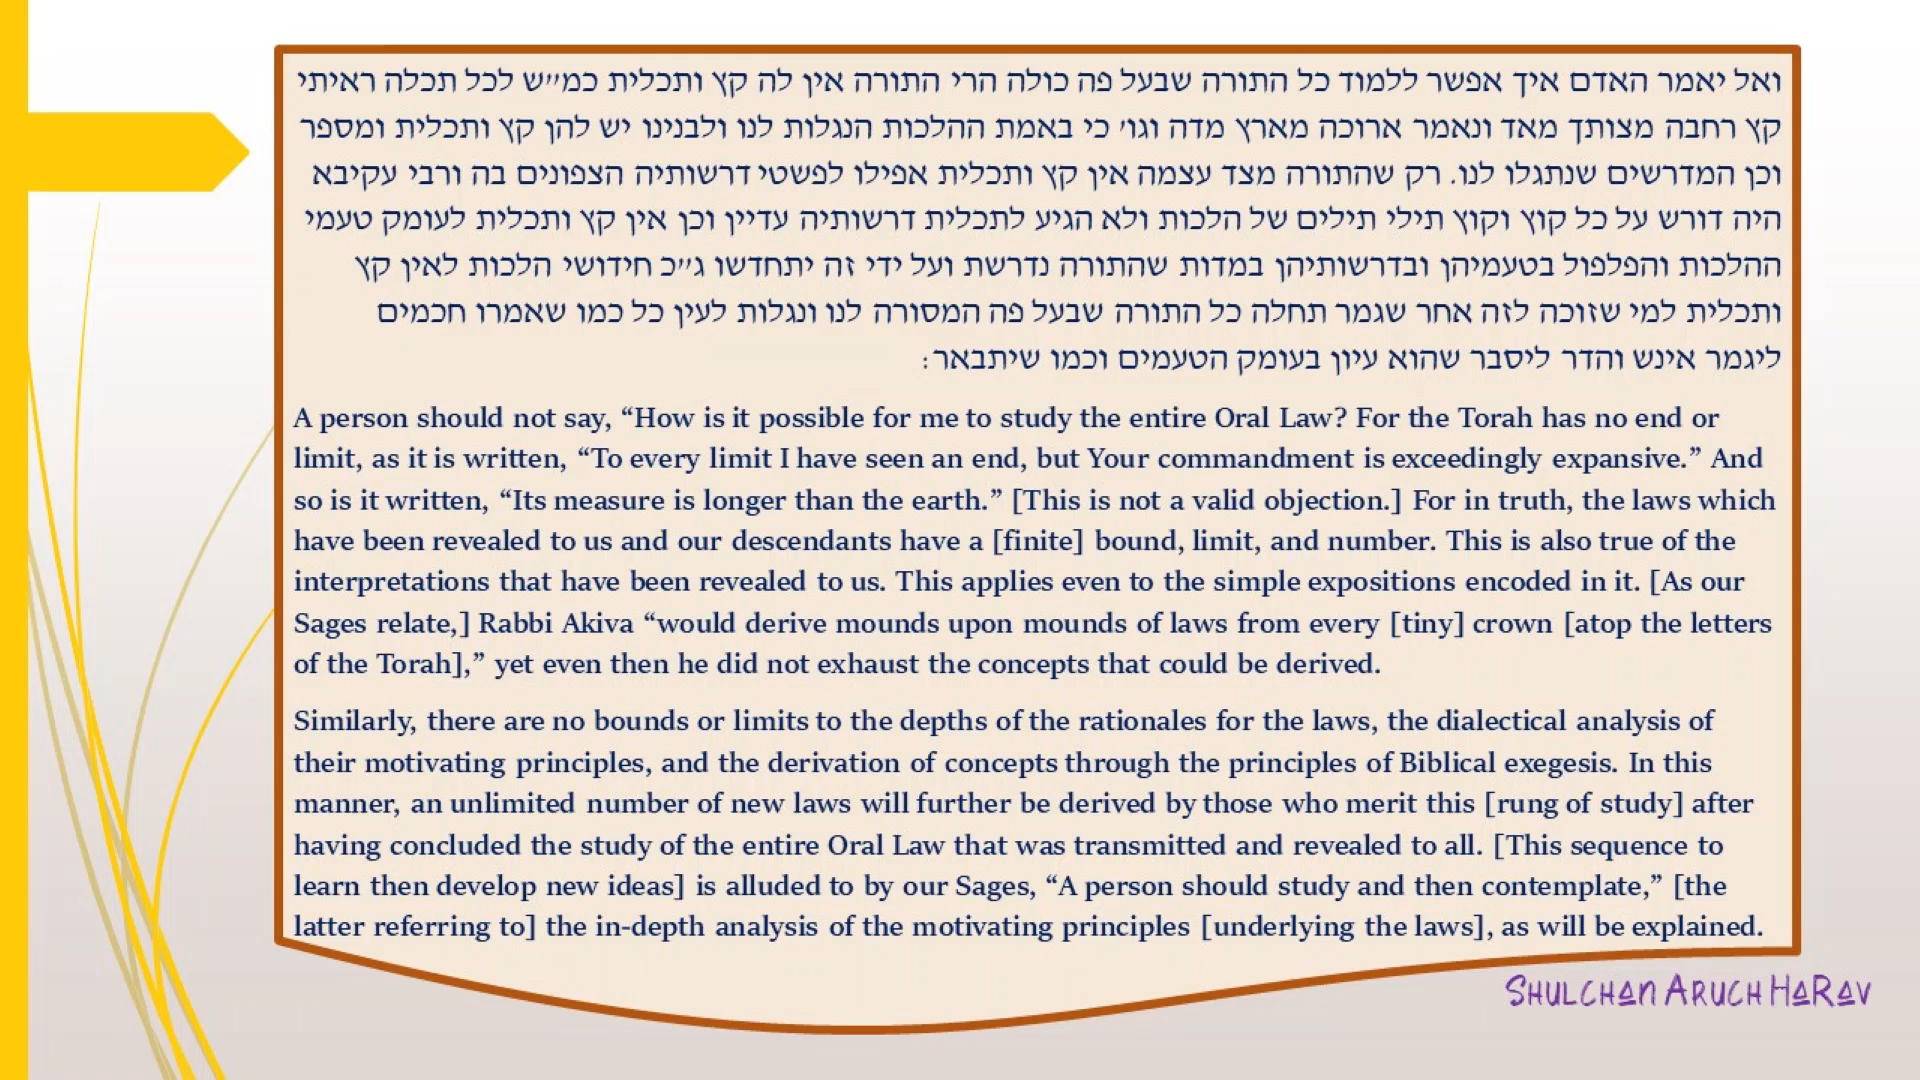 ואל יאמר האדם איך אפשר ללמוד כל התורה שבעל פה כולה הרי התורה אין לה קץ ותכלית כמ״ש לכל תכלה ראיתי
קץ רחבה מצותך מאד ונאמר ארוכה מארץ מדה וגו׳ כי באמת ההלכות הנגלות לנו ולבנינו יש להן קץ ותכלית ומספר
וכן המדרשים שנתגלו לנו. רק שהתורה מצד עצמה אין קץ ותכלית אפילו לפשטי דרשותיה הצפונים בה ורבי עקיבא
היה דורש על כל קוץ וקוץ תילי תילים של הלכות ולא הגיע לתכלית דרשותיה עדיין וכן אין קץ ותכלית לעומק טעמי
ההלכות והפלפול בטעמיהן ובדרשותיהן במדות שהתורה נדרשת ועל ידי זה יתחדשו ג״כ חידושי הלכות לאין קץ
ותכלית למי שזוכה לזה אחר שגמר תחלה כל התורה שבעל פה המסורה לנו ונגלות לעין כל כמו שאמרו חכמים
ליגמר אינש והדר ליסבר שהוא עיון בעומק הטעמים וכמו שיתבאר:
A person should not say, “How is it possible for me to study the entire Oral Law? For the Torah has no end or
limit, as it is written, “To every limit I have seen an end, but Your commandment is exceedingly expansive.” And
so is it written, “Its measure is longer than the earth.” [This is not a valid objection.] For in truth, the laws which
have been revealed to us and our descendants have a [finite] bound, limit, and number. This is also true of the
interpretations that have been revealed to us. This applies even to the simple expositions encoded in it. [As our
Sages relate,] Rabbi Akiva “would derive mounds upon mounds of laws from every [tiny] crown [atop the letters
of the Torah],” yet even then he did not exhaust the concepts that could be derived.
Similarly, there are no bounds or limits to the depths of the rationales for the laws, the dialectical analysis of
their motivating principles, and the derivation of concepts through the principles of Biblical exegesis. In this
manner, an unlimited number of new laws will further be derived by those who merit this [rung of study] after
having concluded the study of the entire Oral Law that was transmitted and revealed to all. [This sequence to
learn then develop new ideas] is alluded to by our Sages, “A person should study and then contemplate,” [the
latter referring to] the in-depth analysis of the motivating principles [underlying the laws], as will be explained.
Shulchan Aruch HaRav